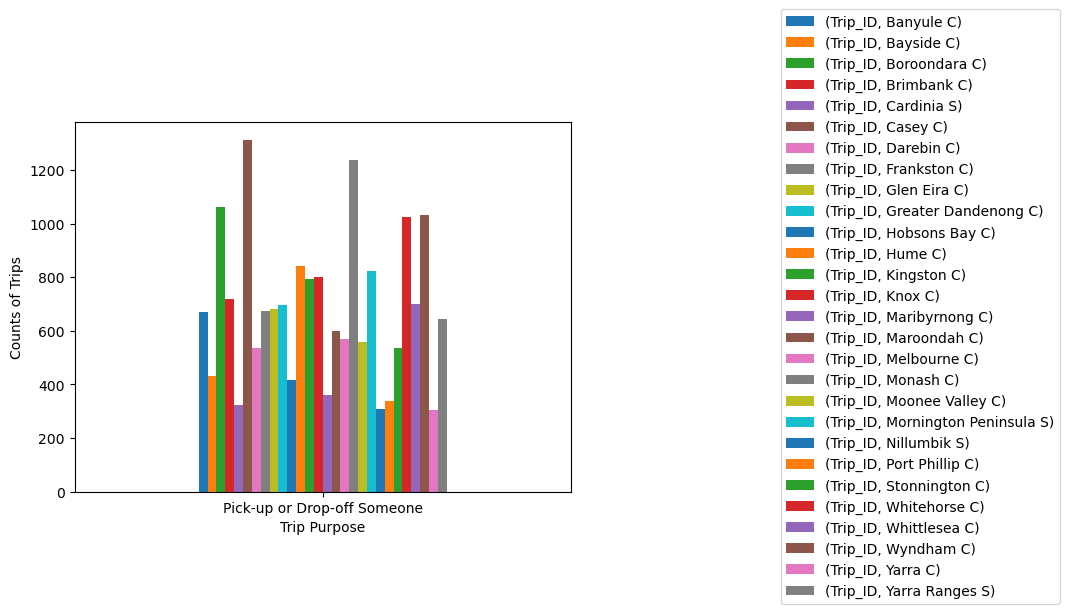 1200
1000
800
600
400
200
0
Counts of Trips
Pick-up or Drop-off Someone
Trip Purpose
(Trip_ID, Banyule C)
(Trip_ID, Bayside C)
(Trip_ID, Boroondara C)
(Trip_ID, Brimbank C)
(Trip_ID, Cardinia S)
(Trip_ID, Casey C)
(Trip_ID, Darebin C)
(Trip_ID, Frankston C)
(Trip_ID, Glen Eira C)
(Trip_ID, Greater Dandenong C)
(Trip_ID, Hobsons Bay C)
(Trip_ID, Hume C)
(Trip_ID, Kingston C)
(Trip_ID, Knox C)
(Trip_ID, Maribyrnong C)
(Trip_ID, Maroondah C)
(Trip_ID, Melbourne C)
(Trip_ID, Monash C)
(Trip_ID, Moonee Valley C)
(Trip_ID, Mornington Peninsula S)
(Trip_ID, Nillumbik S)
(Trip_ID, Port Phillip C)
(Trip_ID, Stonnington C)
(Trip_ID, Whitehorse C)
(Trip_ID, Whittlesea C)
(Trip_ID, Wyndham C)
(Trip_ID, Yarra C)
(Trip_ID, Yarra Ranges S)